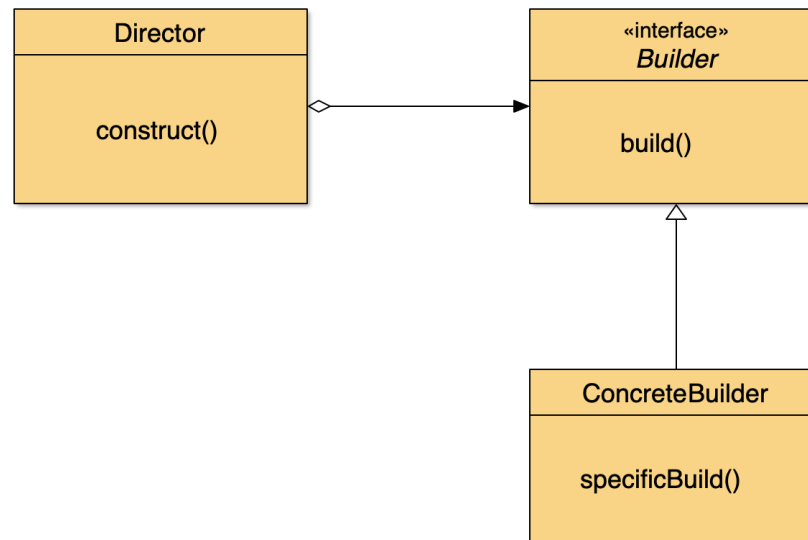 Director
construct()
«interface»
Builder
build()
ConcreteBuilder
specificBuild()